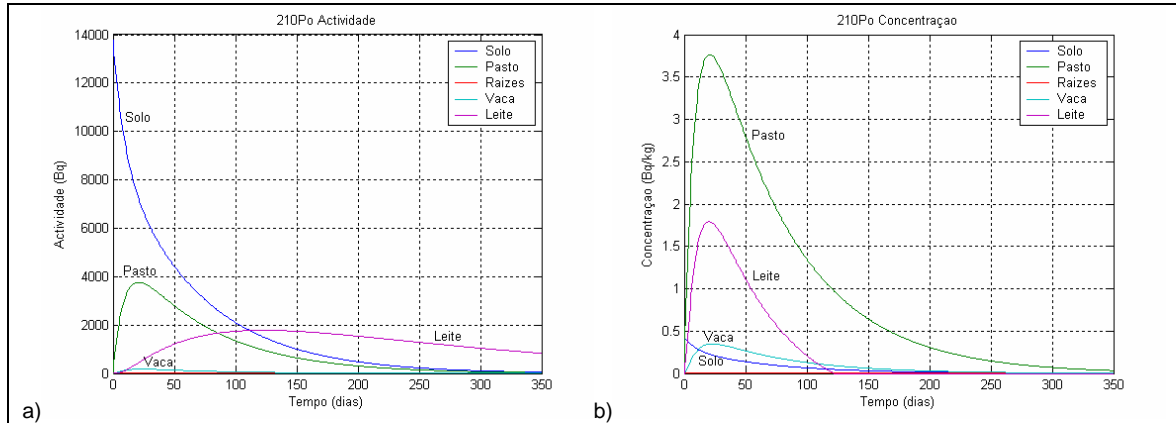 210Po Actividade
14000
12000
10000
8000
6000
4000
2000
0
Actividade (Bq)
Solo
Pasto
Raizes
Vaca
Leite
Solo
Pasto
Vaca
Leite
0 50 100 150 200 250 300 350
Tempo (dias)
a)
210Po Concentraçao
4
3.5
3
2.5
2
1.5
1
0.5
0
Concentraçao (Bq/kg)
Solo
Pasto
Raizes
Vaca
Leite
Pasto
Leite
Vaca
Solo
0 50 100 150 200 250 300 350
Tempo (dias)
b)